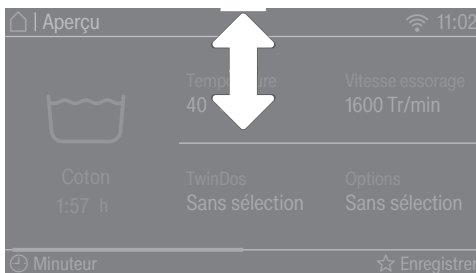 | Aperçu 11:02
Température Vitesse essorage
40 1600 Tr/min
Coton TwinDos Options
1:57 h Sans sélection Sans sélection
Minuteur Enregistrer